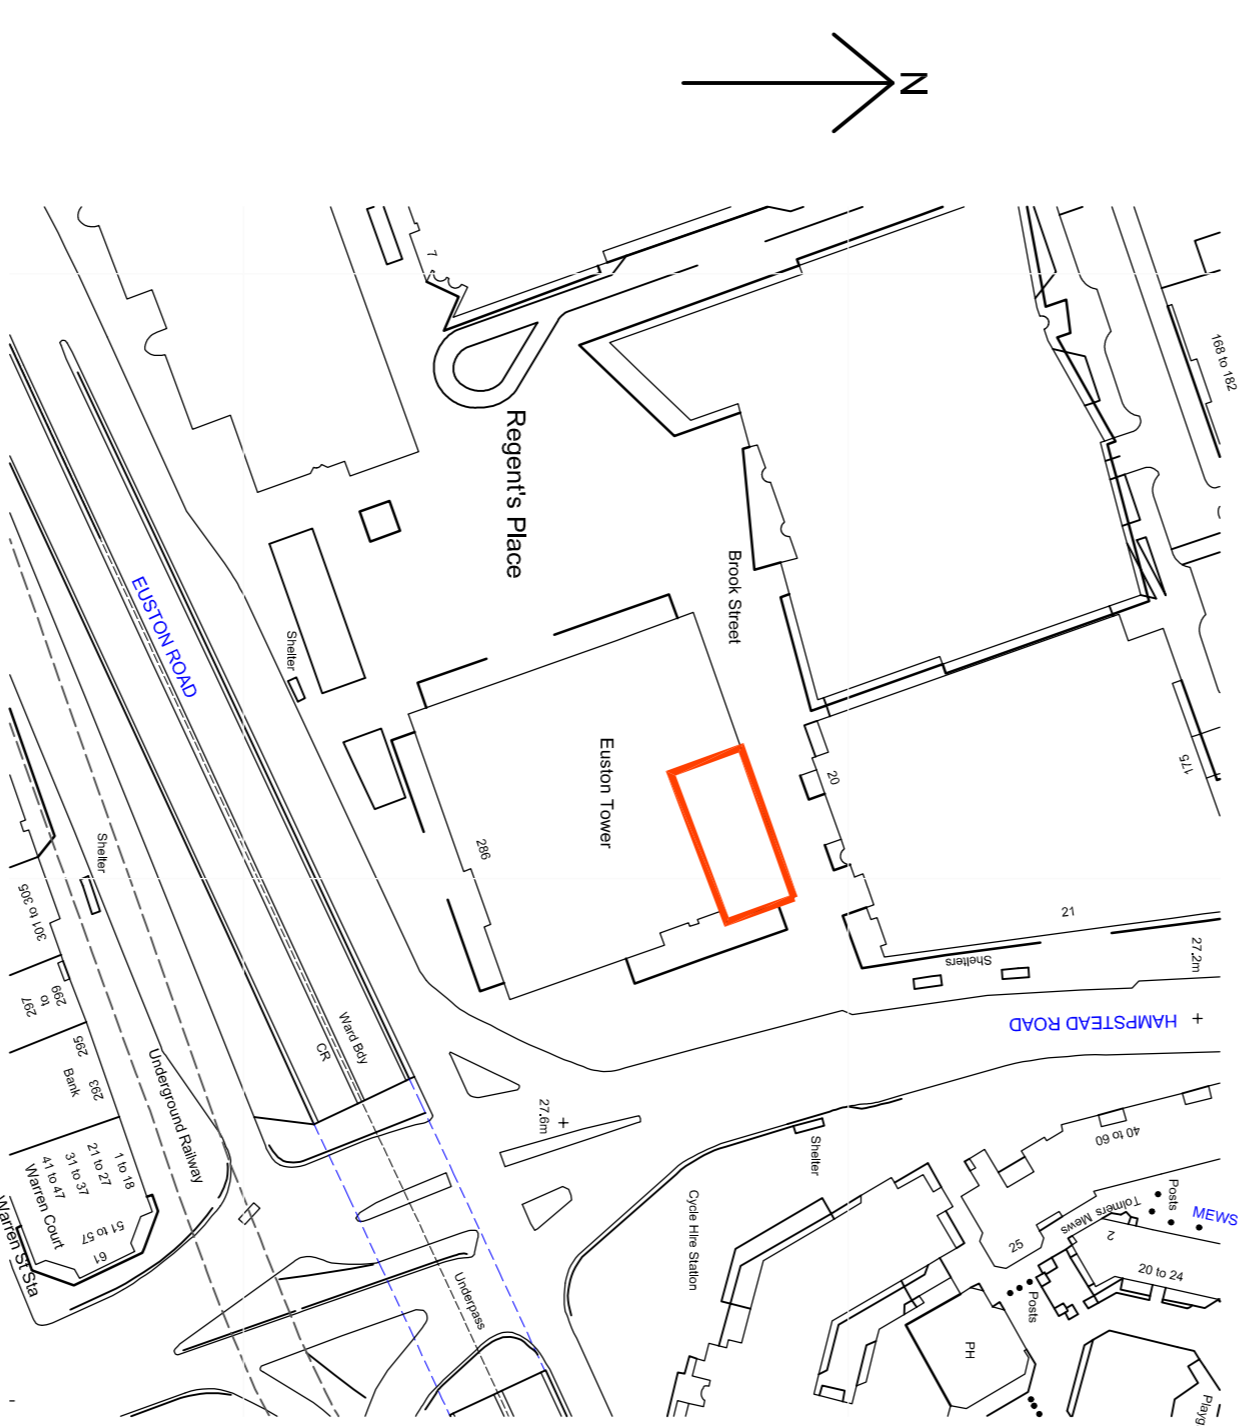 N
7
168 to 182
Regent's Place
Brook Street
EUSTON ROAD
Shelter
Euston Tower
20
175
286
Shelter
301 to 305
21
27.2m
Shelters
299
to
297
HAMPSTEAD ROAD
Ward Bdy
CR
295
293
Bank
Underground Railway
27.6m
Shelter
40 to 60
1 to 18
21 to 27
31 to 37
41 to 47
Warren Court
51 to 57
61
Warren St Sta
Cycle Hire Station
Posts
MEWS
Tolmers Mews
2
25
20 to 24
Underpass
Posts
PH
Playg